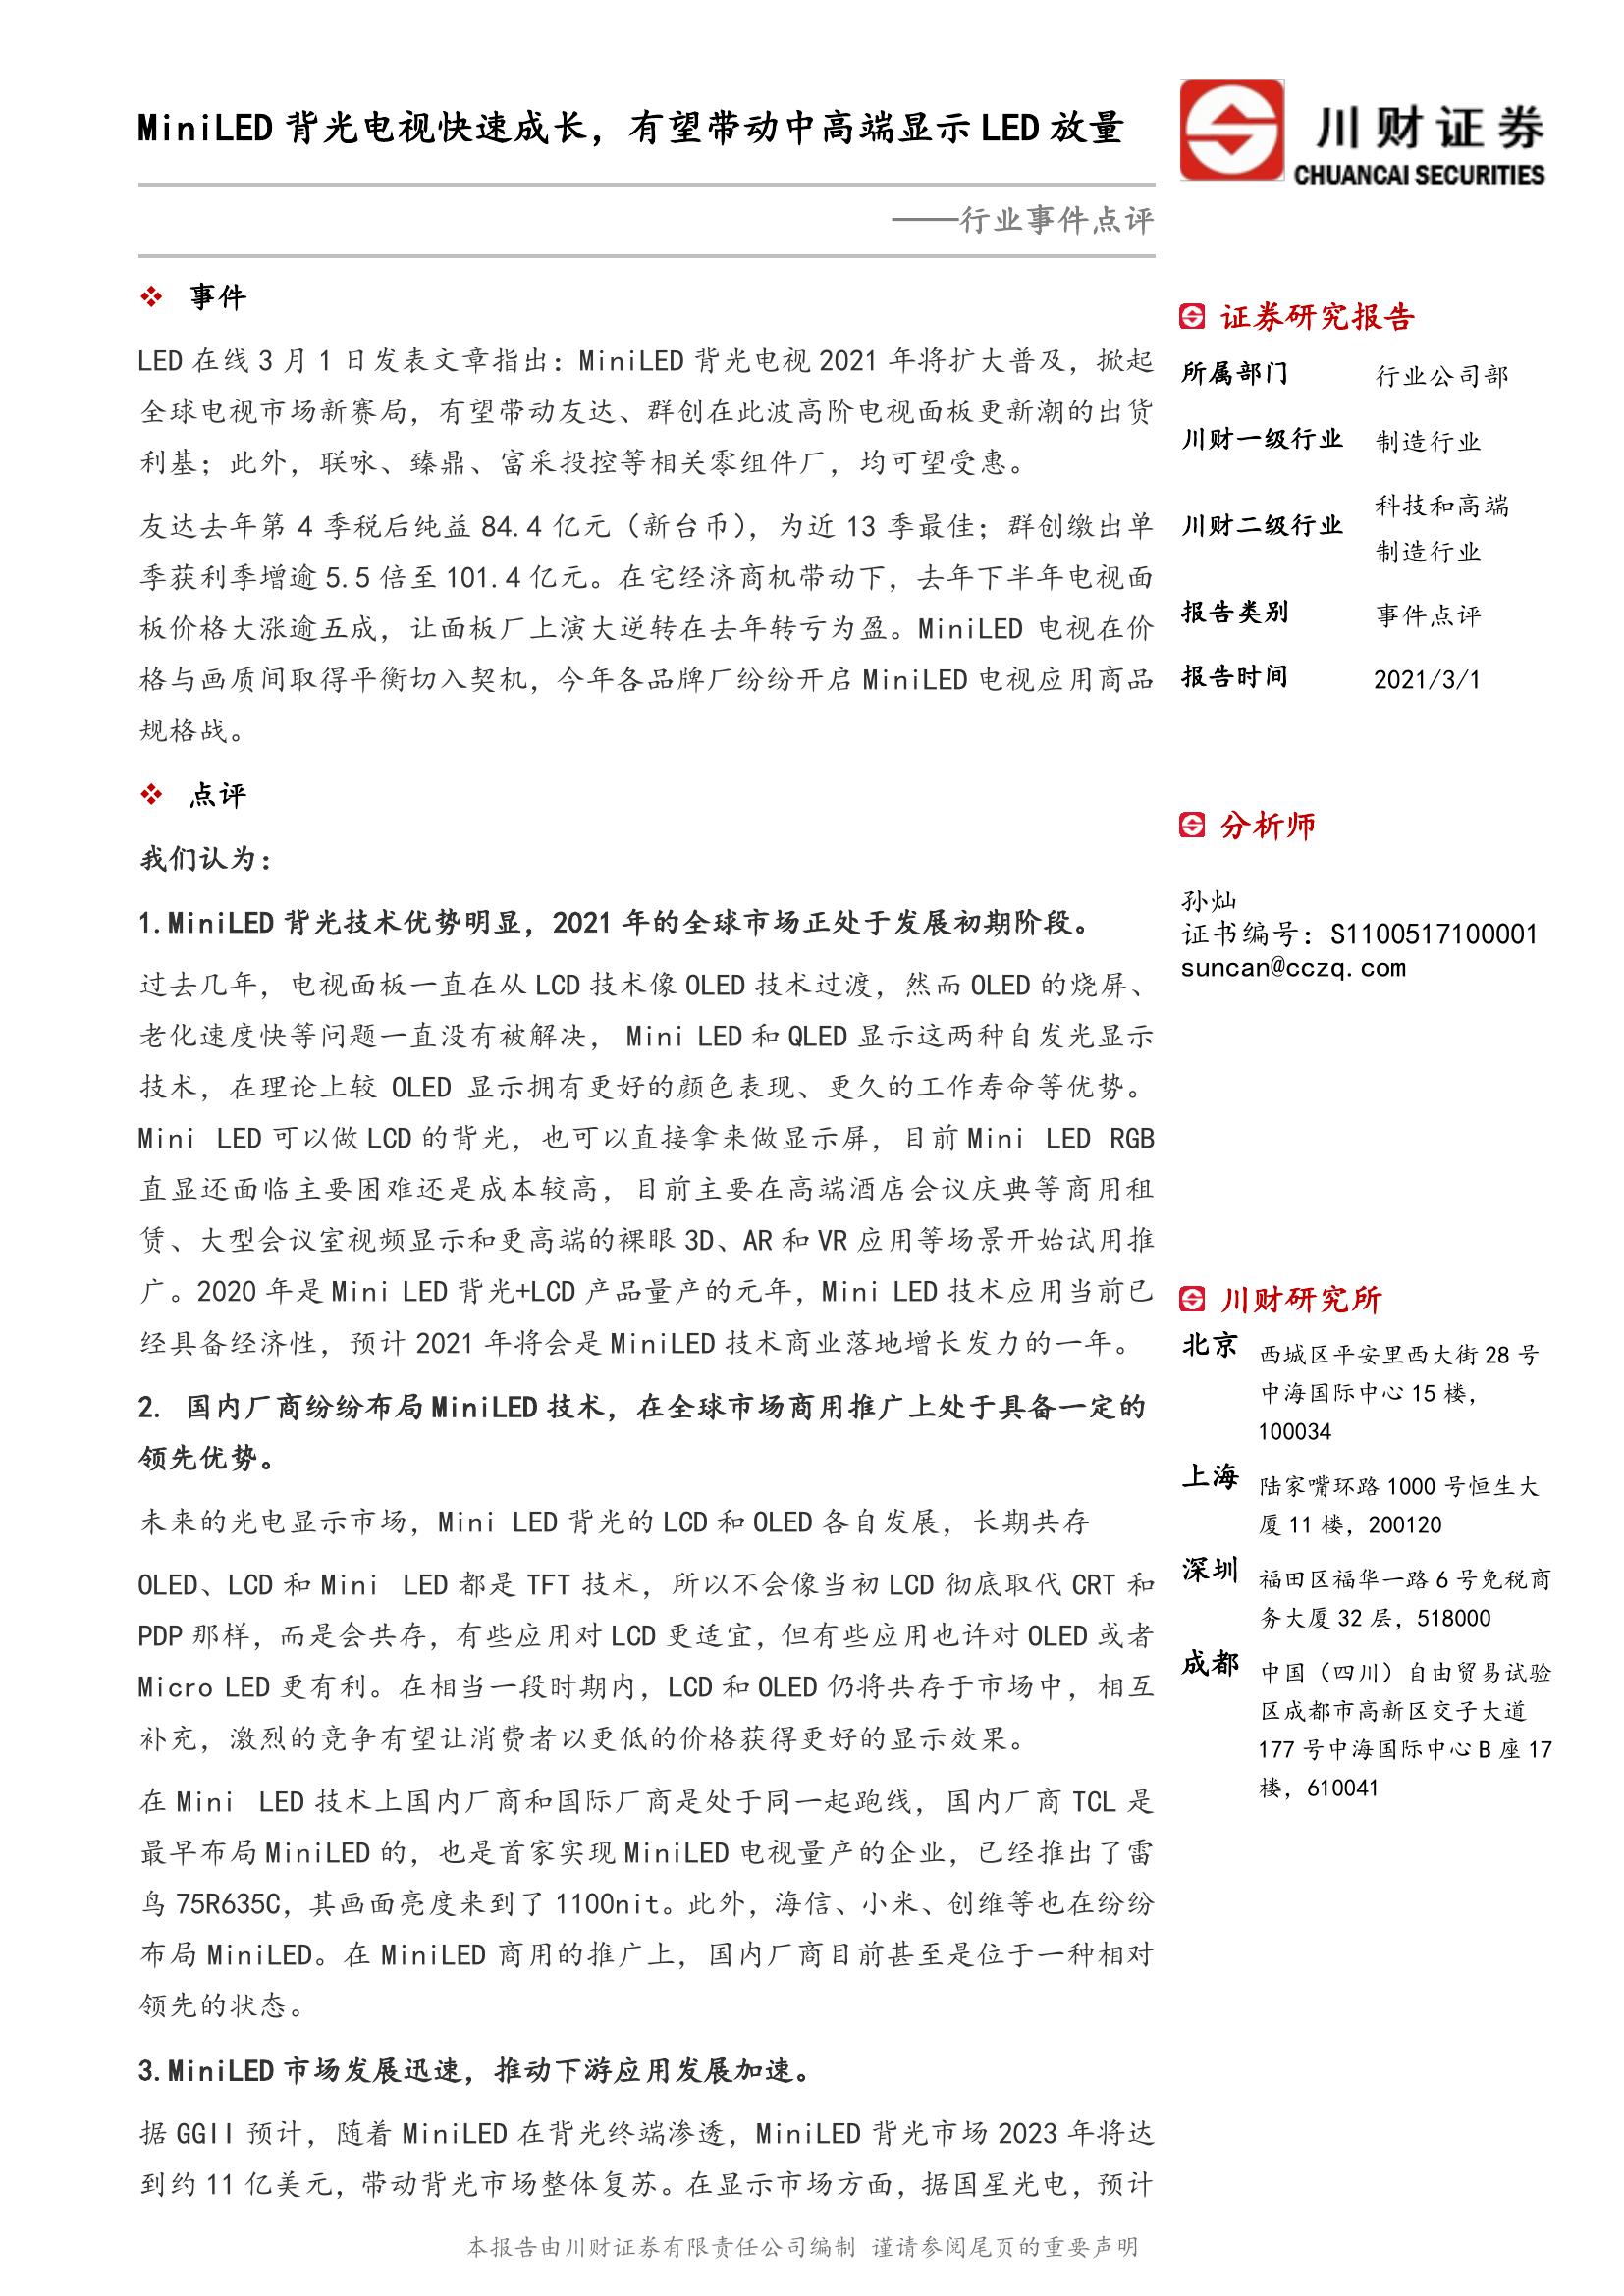 MiniLED 背光电视快速成长，有望带动中高端显示 LED 放量
川财证券
CHUANCAI SECURITIES
——行业事件点评
❖ 事件
LED 在线 3 月 1 日发表文章指出：MiniLED 背光电视 2021 年将扩大普及，掀起
全球电视市场新赛局，有望带动友达、群创在此波高阶电视面板更新潮的出货
利基；此外，联咏、臻鼎、富采投控等相关零组件厂，均可望受惠。
友达去年第 4 季税后纯益 84.4 亿元（新台币），为近 13 季最佳；群创缴出单
季获利季增逾 5.5 倍至 101.4 亿元。在宅经济商机带动下，去年下半年电视面
板价格大涨逾五成，让面板厂上演大逆转在去年转亏为盈。MiniLED 电视在价
格与画质间取得平衡切入契机，今年各品牌厂纷纷开启 MiniLED 电视应用商品
规格战。
❖ 点评
我们认为：
1.MiniLED 背光技术优势明显，2021 年的全球市场正处于发展初期阶段。
过去几年，电视面板一直在从 LCD 技术像 OLED 技术过渡，然而 OLED 的烧屏、
老化速度快等问题一直没有被解决， Mini LED 和 QLED 显示这两种自发光显示
技术，在理论上较 OLED 显示拥有更好的颜色表现、更久的工作寿命等优势。
Mini LED 可以做 LCD 的背光，也可以直接拿来做显示屏，目前 Mini LED RGB
直显还面临主要困难还是成本较高，目前主要在高端酒店会议庆典等商用租
赁、大型会议室视频显示和更高端的裸眼 3D、AR 和 VR 应用等场景开始试用推
广。2020 年是 Mini LED 背光+LCD 产品量产的元年，Mini LED 技术应用当前已
经具备经济性，预计 2021 年将会是 MiniLED 技术商业落地增长发力的一年。
2. 国内厂商纷纷布局 MiniLED 技术，在全球市场商用推广上处于具备一定的
领先优势。
未来的光电显示市场，Mini LED 背光的 LCD 和 OLED 各自发展，长期共存
OLED、LCD 和 Mini LED 都是 TFT 技术，所以不会像当初 LCD 彻底取代 CRT 和
PDP 那样，而是会共存，有些应用对 LCD 更适宜，但有些应用也许对 OLED 或者
Micro LED 更有利。在相当一段时期内，LCD 和 OLED 仍将共存于市场中，相互
补充，激烈的竞争有望让消费者以更低的价格获得更好的显示效果。
在 Mini LED 技术上国内厂商和国际厂商是处于同一起跑线，国内厂商 TCL 是
最早布局 MiniLED 的，也是首家实现 MiniLED 电视量产的企业，已经推出了雷
鸟 75R635C，其画面亮度来到了 1100nit。此外，海信、小米、创维等也在纷纷
布局 MiniLED。在 MiniLED 商用的推广上，国内厂商目前甚至是位于一种相对
领先的状态。
3.MiniLED 市场发展迅速，推动下游应用发展加速。
据 GGII 预计，随着 MiniLED 在背光终端渗透，MiniLED 背光市场 2023 年将达
到约 11 亿美元，带动背光市场整体复苏。在显示市场方面，据国星光电，预计
证券研究报告
所属部门 行业公司部
川财一级行业 制造行业
川财二级行业 科技和高端
制造行业
报告类别 事件点评
报告时间 2021/3/1
分析师
孙灿
证书编号：S1100517100001
suncan@cczq.com
川财研究所
北京 西城区平安里西大街 28 号
中海国际中心 15 楼，
100034
上海 陆家嘴环路 1000 号恒生大
厦 11 楼，200120
深圳 福田区福华一路 6 号免税商
务大厦 32 层，518000
成都 中国（四川）自由贸易试验
区成都市高新区交子大道
177 号中海国际中心 B 座 17
楼，610041
本报告由川财证券有限责任公司编制 谨请参阅尾页的重要声明